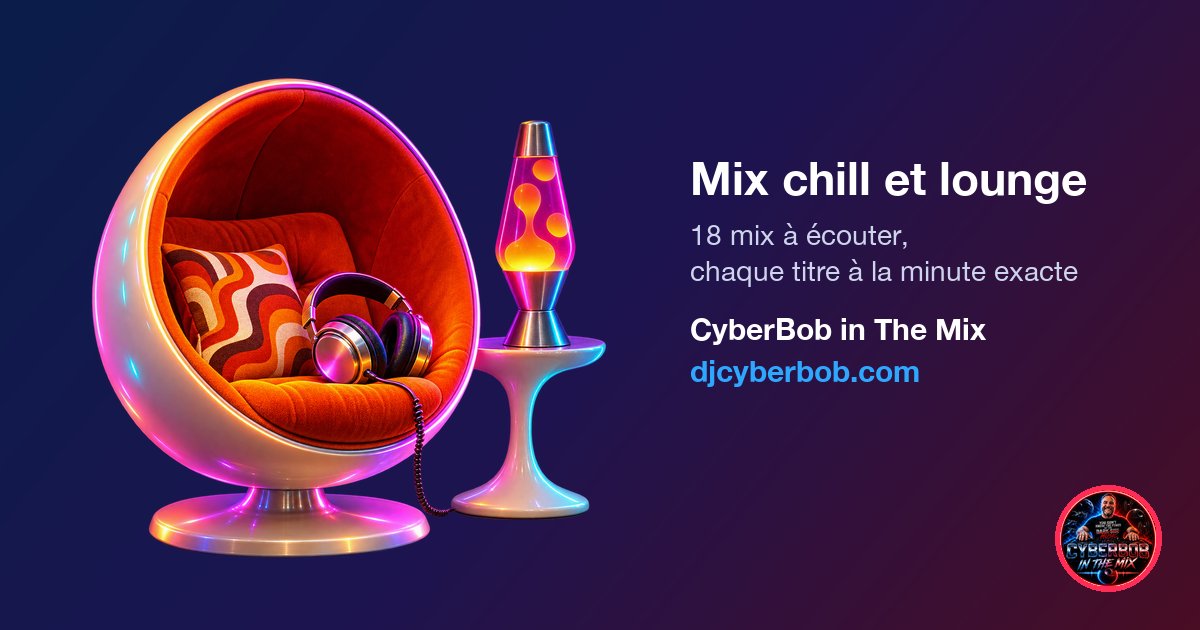 Mix chill et lounge
18 mix à écouter,
chaque titre à la minute exacte
CyberBob in The Mix
djcyberbob.com
CYBERBOB
IN THE MIX